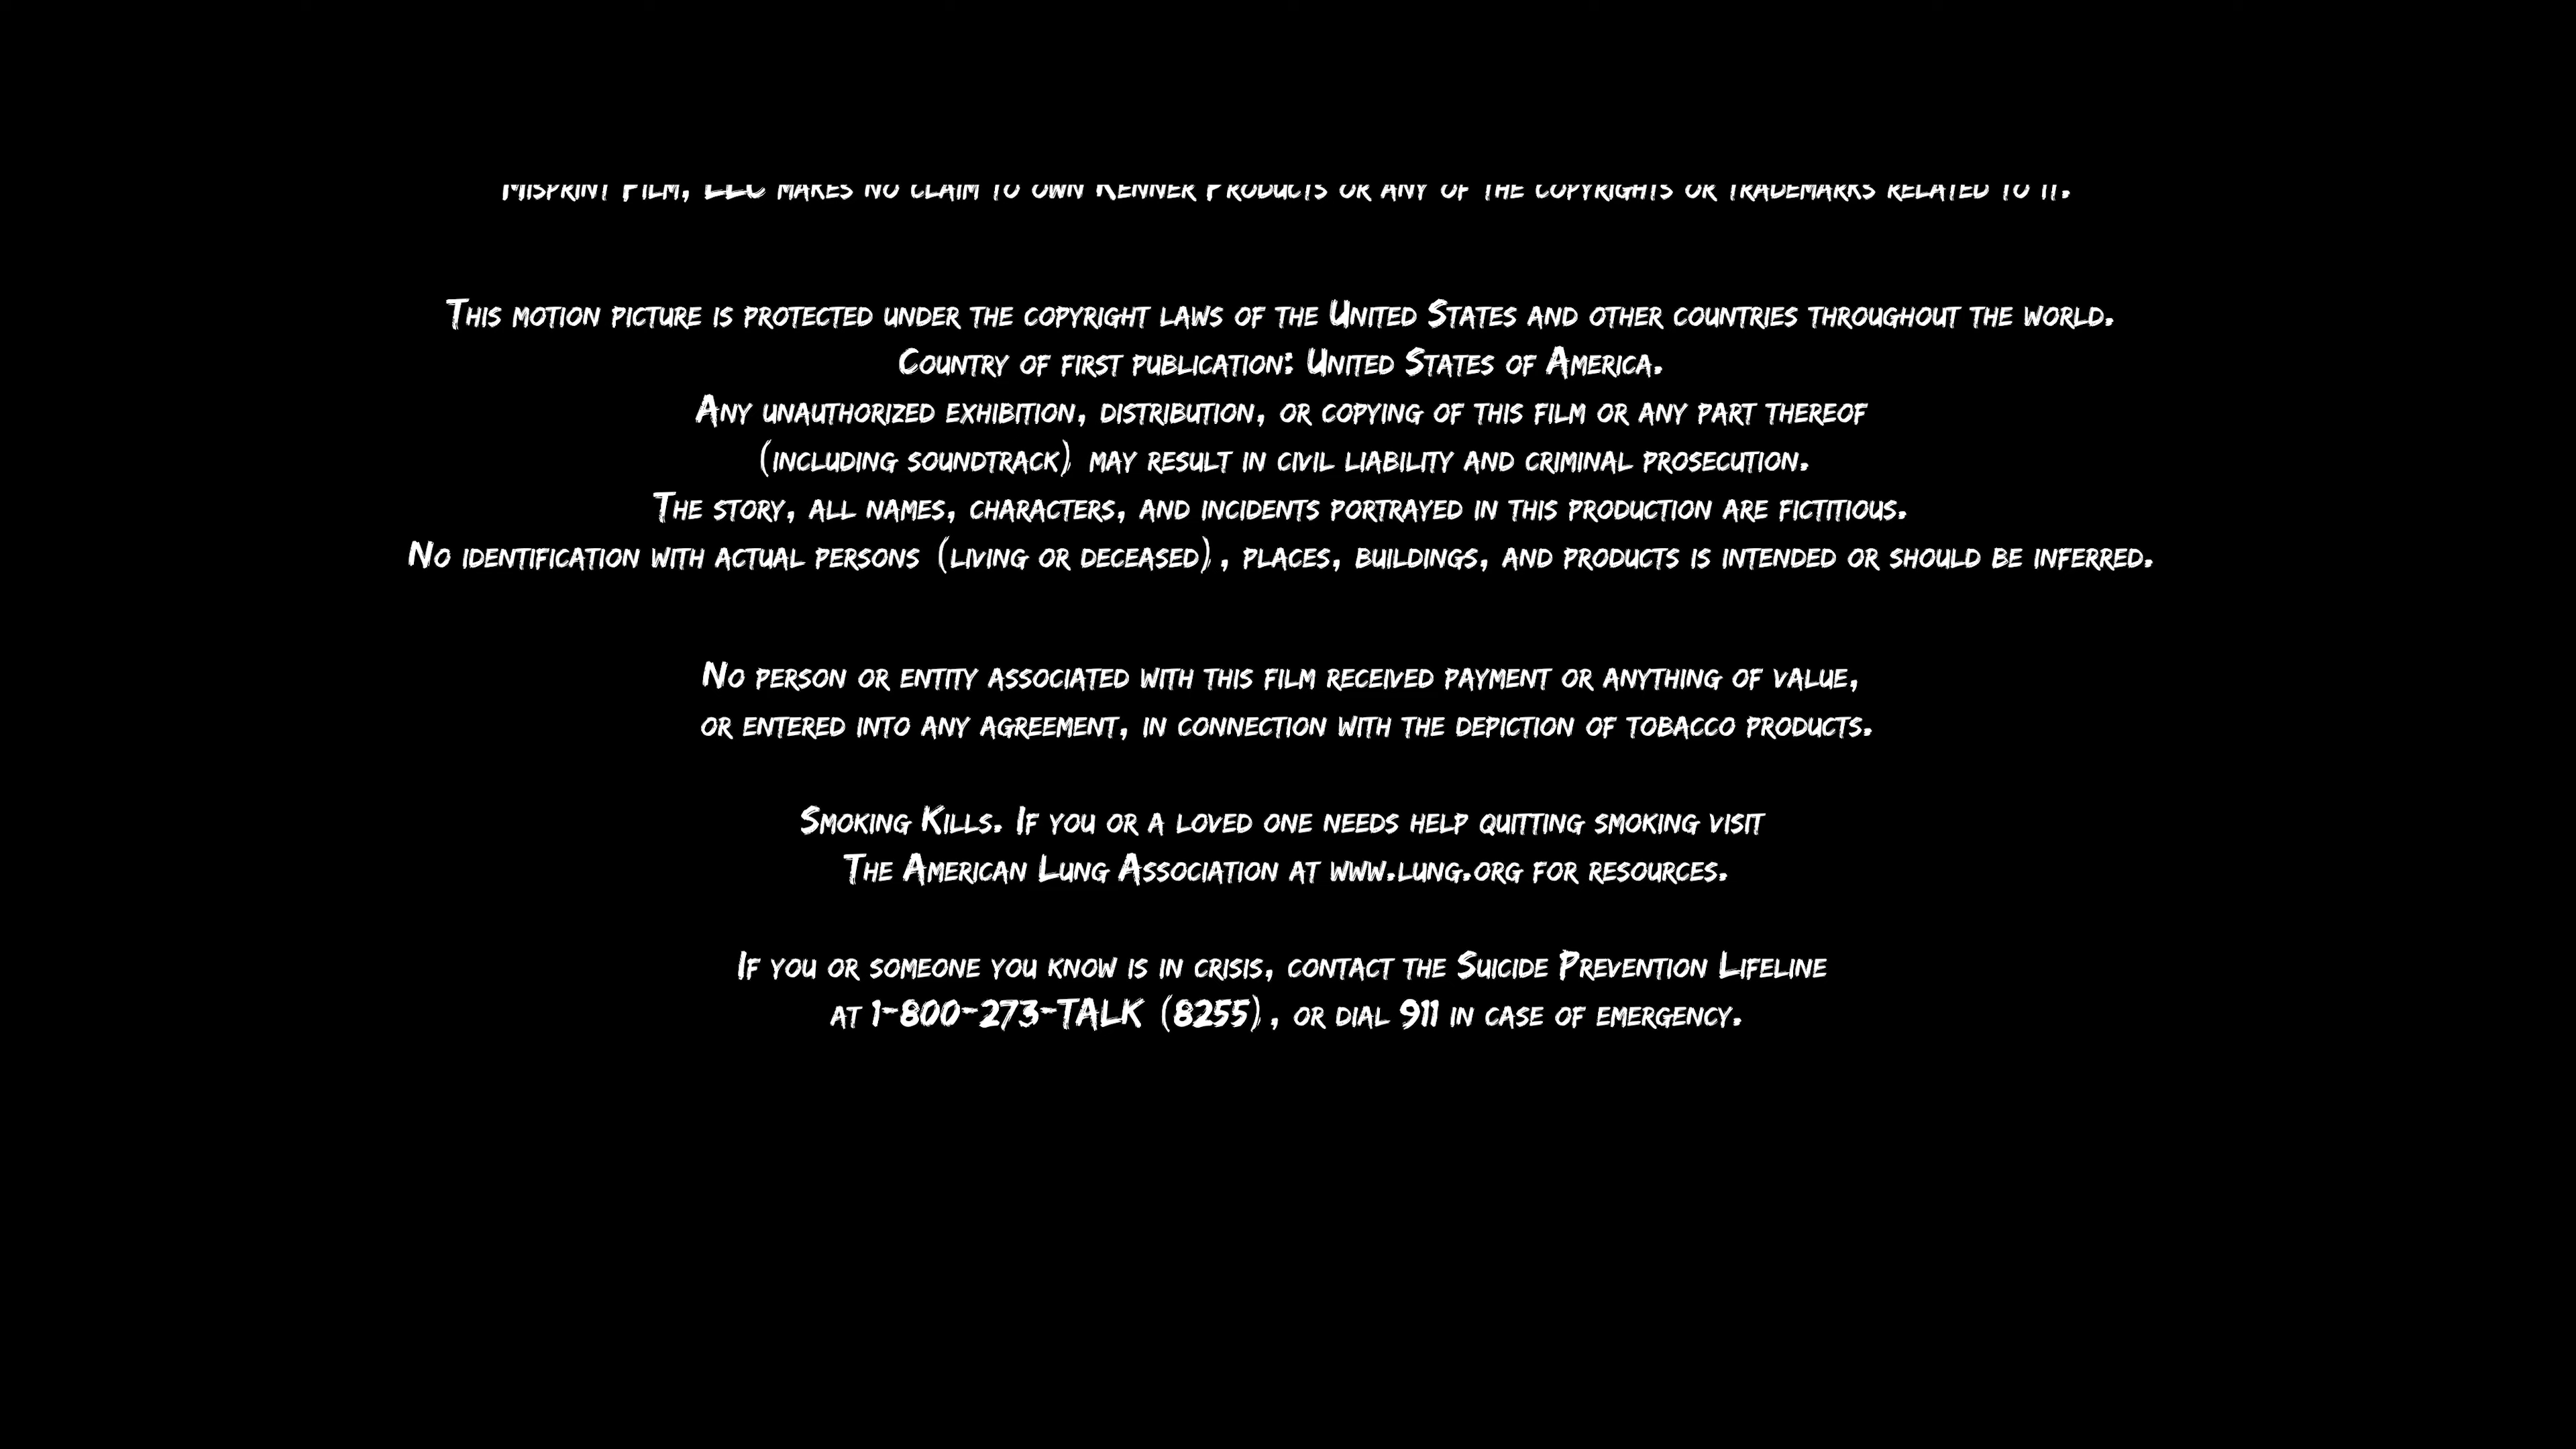 Misprint Film, LLC makes no claim to own Kenner Products or any of the copyrights or trademarks related to it.
This motion picture is protected under the copyright laws of the United States and other countries throughout the world.
Country of first publication: United States of America.
Any unauthorized exhibition, distribution, or copying of this film or any part thereof
(including soundtrack) may result in civil liability and criminal prosecution.
The story, all names, characters, and incidents portrayed in this production are fictitious.
No identification with actual persons (living or deceased), places, buildings, and products is intended or should be inferred.
No person or entity associated with this film received payment or anything of value,
or entered into any agreement, in connection with the depiction of tobacco products.
Smoking Kills. If you or a loved one needs help quitting smoking visit
The American Lung Association at www.lung.org for resources.
If you or someone you know is in crisis, contact the Suicide Prevention Lifeline
at 1-800-273-TALK (8255), or dial 911 in case of emergency.